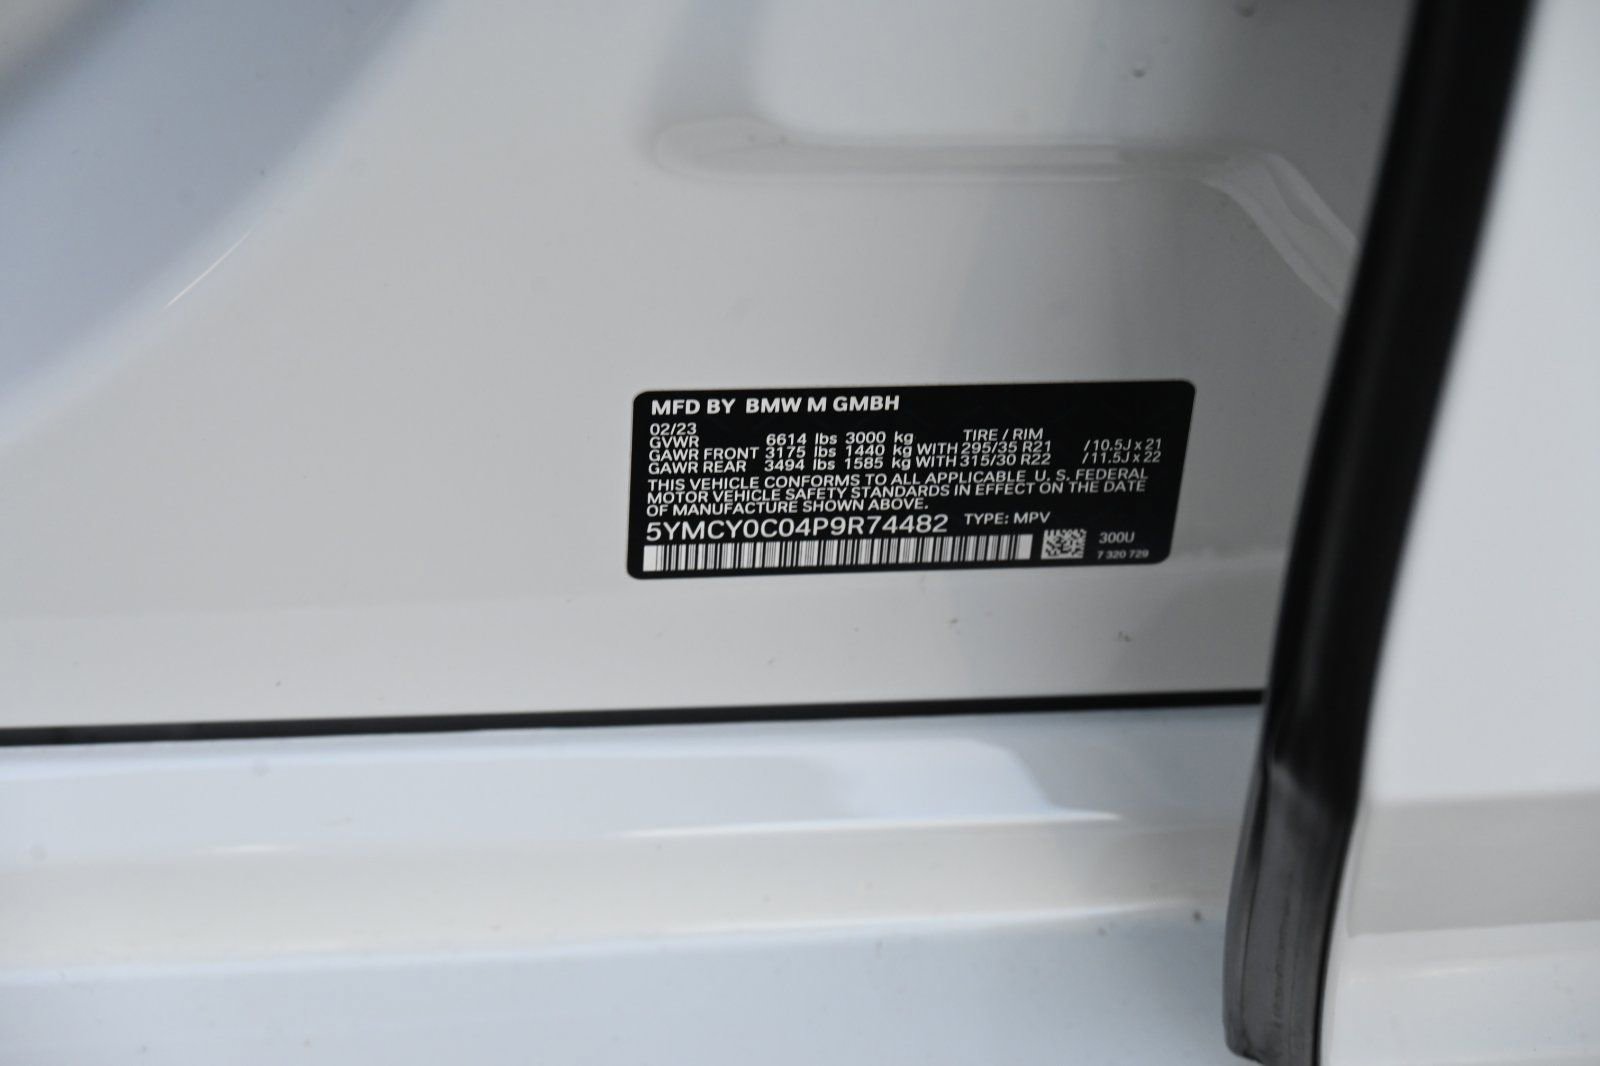 MFD BY BMW M GMBH
02/23 TIRE / RIM
GVWR 6614 lbs 3000 kg
GAWR FRONT 3175 lbs 1440 kg WITH 295/35 R21 /10.5J x 21
GAWR REAR 3494 lbs 1585 kg WITH 315/30 R22 /11.5J x 22
THIS VEHICLE CONFORMS TO ALL APPLICABLE U. S. FEDERAL
MOTOR VEHICLE SAFETY STANDARDS IN EFFECT ON THE DATE
OF MANUFACTURE SHOWN ABOVE.
5YMCY0C04P9R74482 TYPE: MPV
300U
7 320 729